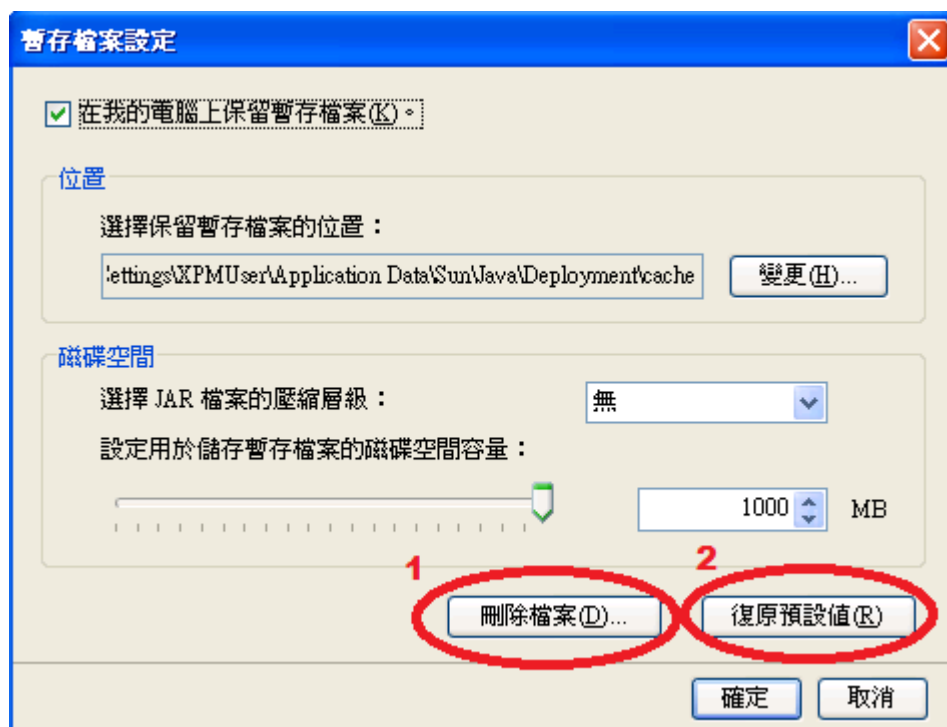 暫存檔案設定
在我的電腦上保留暫存檔案(K)。
位置
選擇保留暫存檔案的位置：
:ettings\XPMUser\Application Data\Sun\Java\Deployment\cache
變更(H)...
磁碟空間
選擇 JAR 檔案的壓縮層級：
無
設定用於儲存暫存檔案的磁碟空間容量：
1000 MB
1
2
刪除檔案(D)...
復原預設值(R)
確定
取消